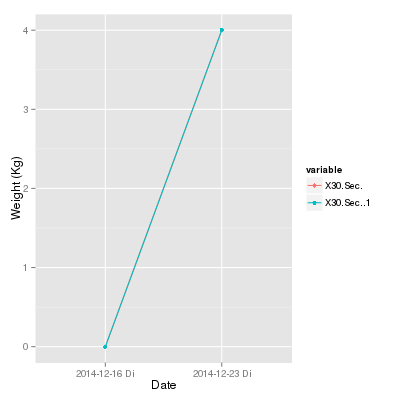 4
3
2
1
0
Weight (Kg)
2014-12-16 Di
2014-12-23 Di
Date
variable
X30.Sec.
X30.Sec..1